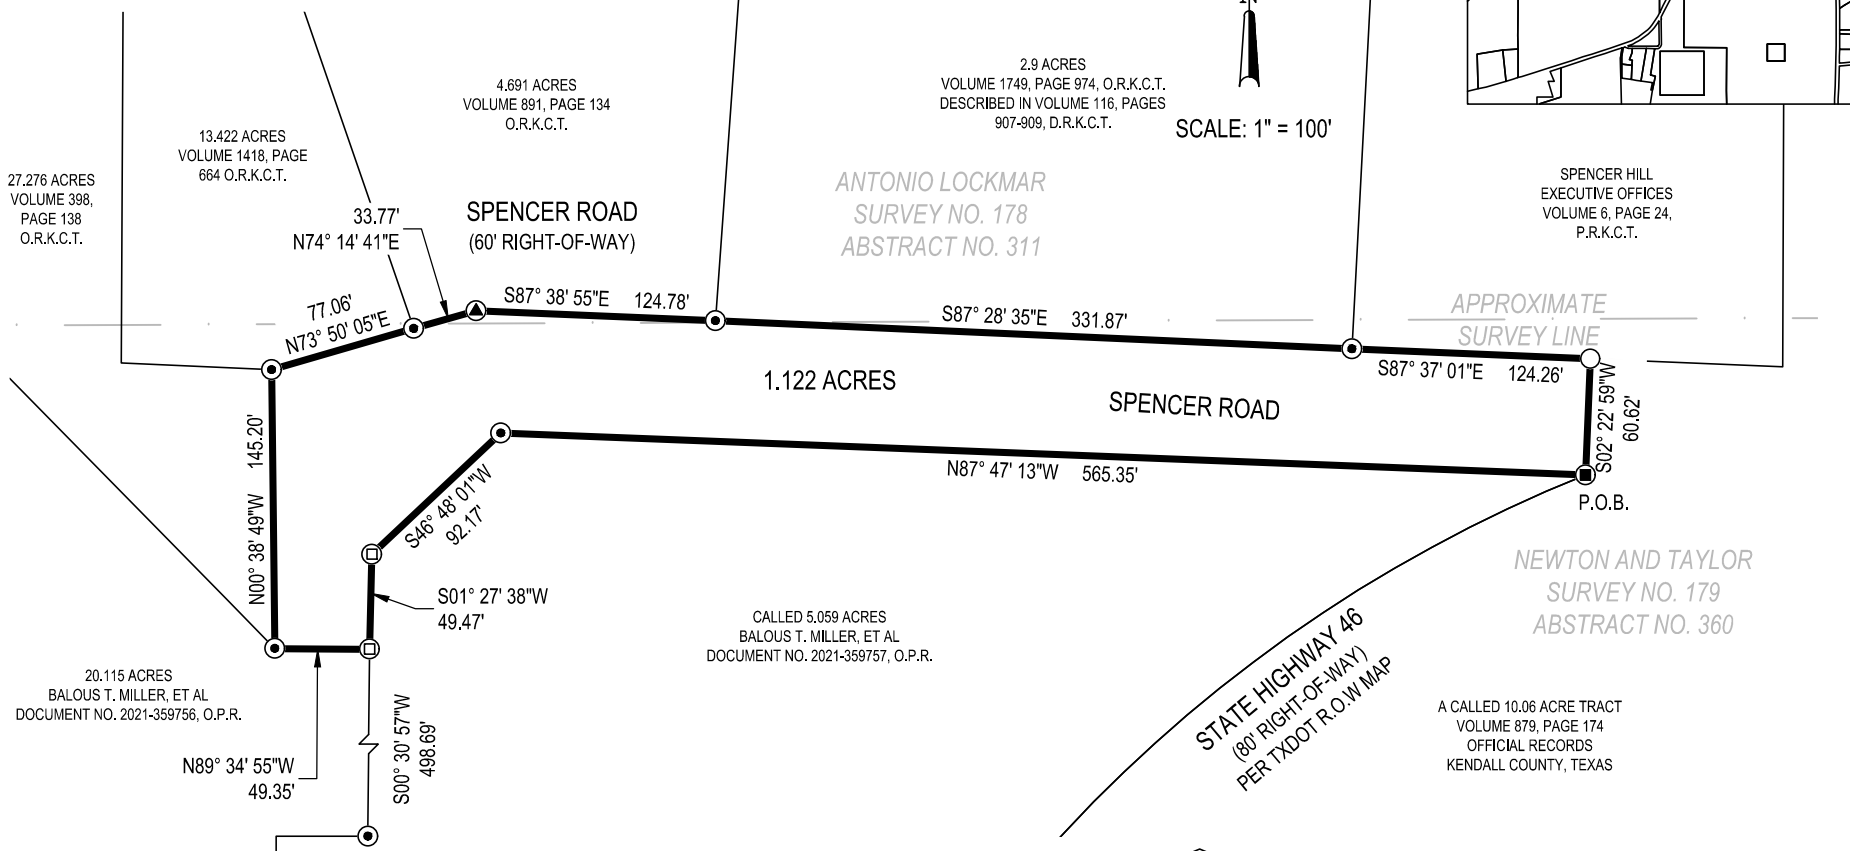 N
SCALE: 1" = 100'
27.276 ACRES
VOLUME 398,
PAGE 138
O.R.K.C.T.
13.422 ACRES
VOLUME 1418, PAGE
664 O.R.K.C.T.
4.691 ACRES
VOLUME 891, PAGE 134
O.R.K.C.T.
2.9 ACRES
VOLUME 1749, PAGE 974, O.R.K.C.T.
DESCRIBED IN VOLUME 116, PAGES
907-909, D.R.K.C.T.
SPENCER HILL
EXECUTIVE OFFICES
VOLUME 6, PAGE 24,
P.R.K.C.T.
33.77'
N74° 14' 41"E
SPENCER ROAD
(60' RIGHT-OF-WAY)
ANTONIO LOCKMAR
SURVEY NO. 178
ABSTRACT NO. 311
APPROXIMATE
SURVEY LINE
77.06'
N73° 50' 05"E
S87° 38' 55"E 124.78'
S87° 28' 35"E 331.87'
S87° 37' 01"E 124.26'
S02° 22' 59"W
60.62'
1.122 ACRES
SPENCER ROAD
N87° 47' 13"W 565.35'
P.O.B.
N00° 38' 49"W 145.20'
S46° 48' 01"W
92.17'
S01° 27' 38"W
49.47'
NEWTON AND TAYLOR
SURVEY NO. 179
ABSTRACT NO. 360
CALLED 5.059 ACRES
BALOUS T. MILLER, ET AL
DOCUMENT NO. 2021-359757, O.P.R.
20.115 ACRES
BALOUS T. MILLER, ET AL
DOCUMENT NO. 2021-359756, O.P.R.
N89° 34' 55"W
49.35'
S00° 30' 57"W
498.69'
STATE HIGHWAY 46
(80' RIGHT-OF-WAY)
PER TXDOT R.O.W MAP
A CALLED 10.06 ACRE TRACT
VOLUME 879, PAGE 174
OFFICIAL RECORDS
KENDALL COUNTY, TEXAS